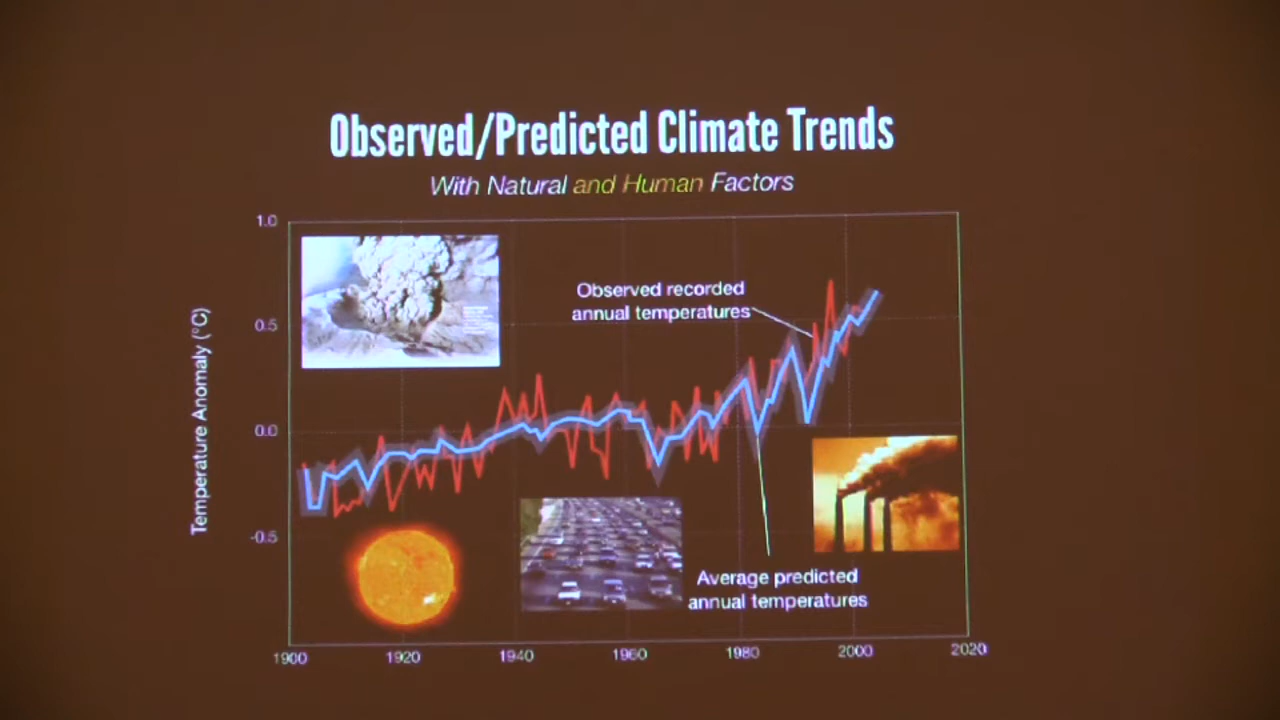 Observed/Predicted Climate Trends
With Natural and Human Factors
1.0
Observed recorded
annual temperatures
0.5
Temperature Anomaly (°C)
0.0
-0.5
Average predicted
annual temperatures
1900 1920 1940 1960 1980 2000 2020